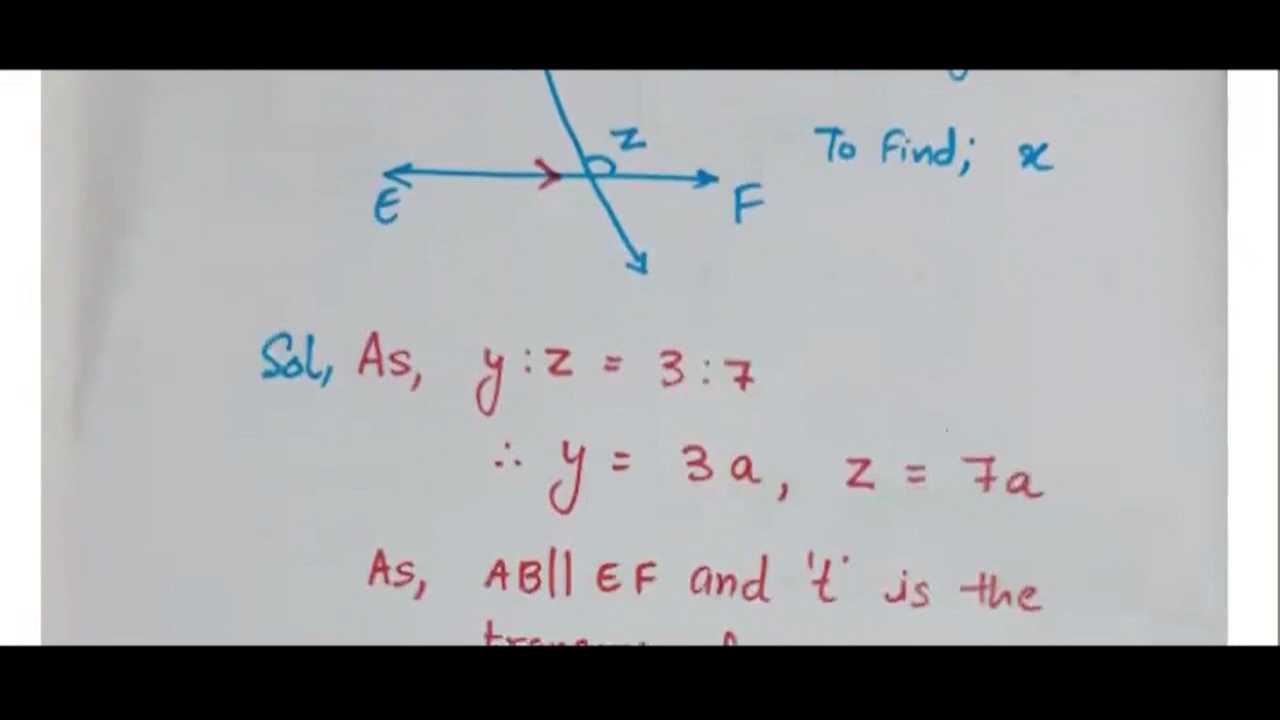 z
To find; x
E
F
Sol, As, y : z = 3 : 7
∴ y = 3a, z = 7a
As, AB || EF and 't' is the